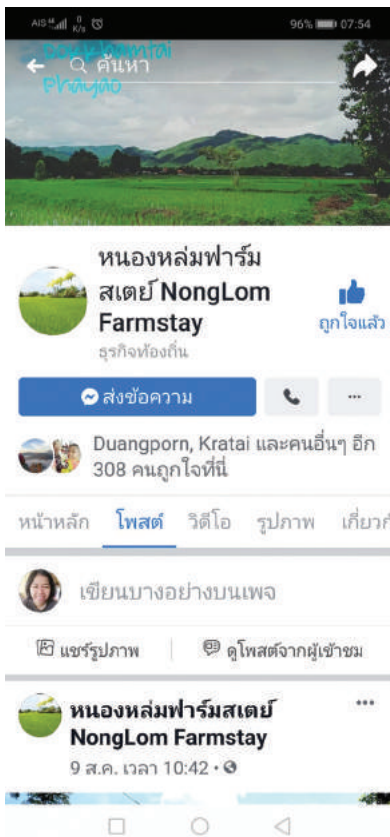 AIS 4G 0 K/s 96% 07:54
dokkhamtai
ค้นหา
Phayao
หนองหล่มฟาร์ม
สเตย์ NongLom
Farmstay
ถูกใจแล้ว
ธุรกิจท้องถิ่น
ส่งข้อความ
Duangporn, Kratai และคนอื่นๆ อีก
308 คนถูกใจที่นี่
หน้าหลัก โพสต์ วิดีโอ รูปภาพ เกี่ยวกั
เขียนบางอย่างบนเพจ
แชร์รูปภาพ ดูโพสต์จากผู้เข้าชม
หนองหล่มฟาร์มสเตย์
NongLom Farmstay
9 ส.ค. เวลา 10:42 •